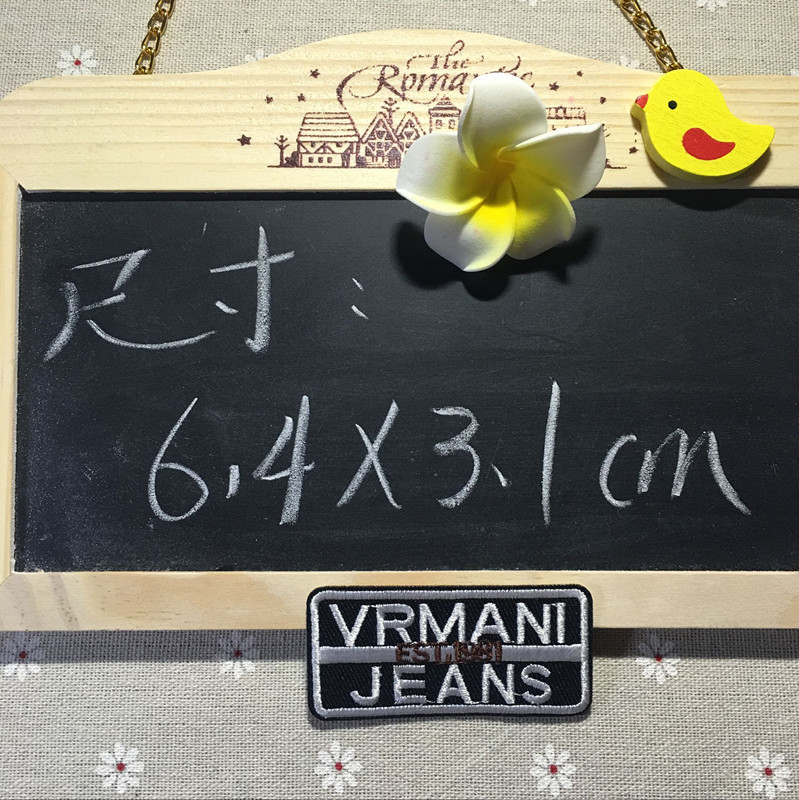 The
Romantic
尺寸：
6.4X3.1cm
VRMANI
EST.1981
JEANS